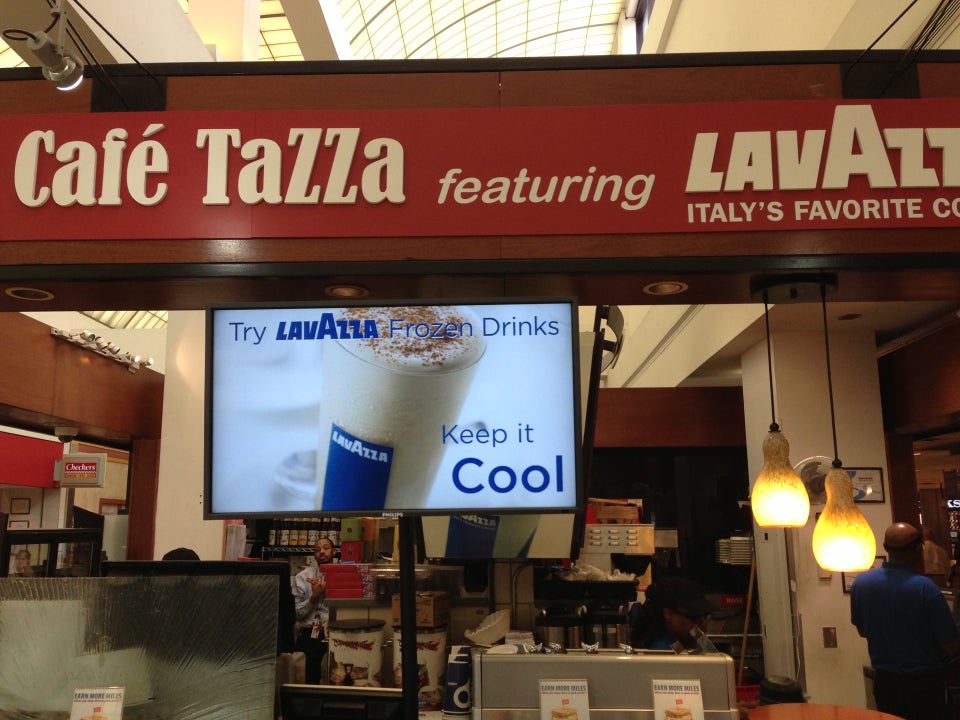 Café TaZZa featuring LAVAZZ
ITALY'S FAVORITE CO
Try LAVAZZA Frozen Drinks
LAVAZZA
Keep it
Cool
PHILIPS
Checkers
LAVAZZA
EARN MORE MILES
EARN MORE MILES
EARN MORE MILES